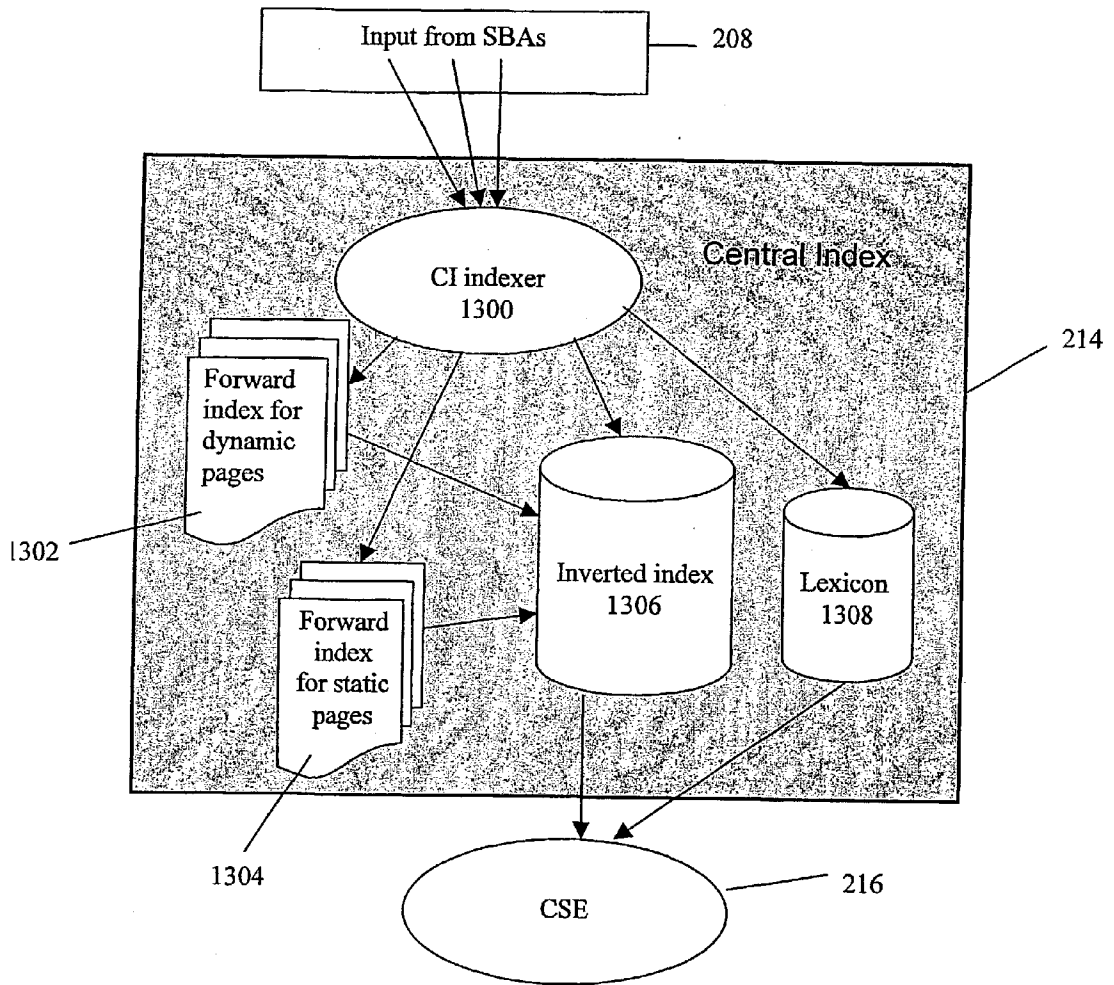 Input from SBAs
208
Central Index
CI indexer
1300
214
Forward
index for
dynamic
pages
1302
Inverted index
1306
Lexicon
1308
Forward
index
for static
pages
1304
216
CSE